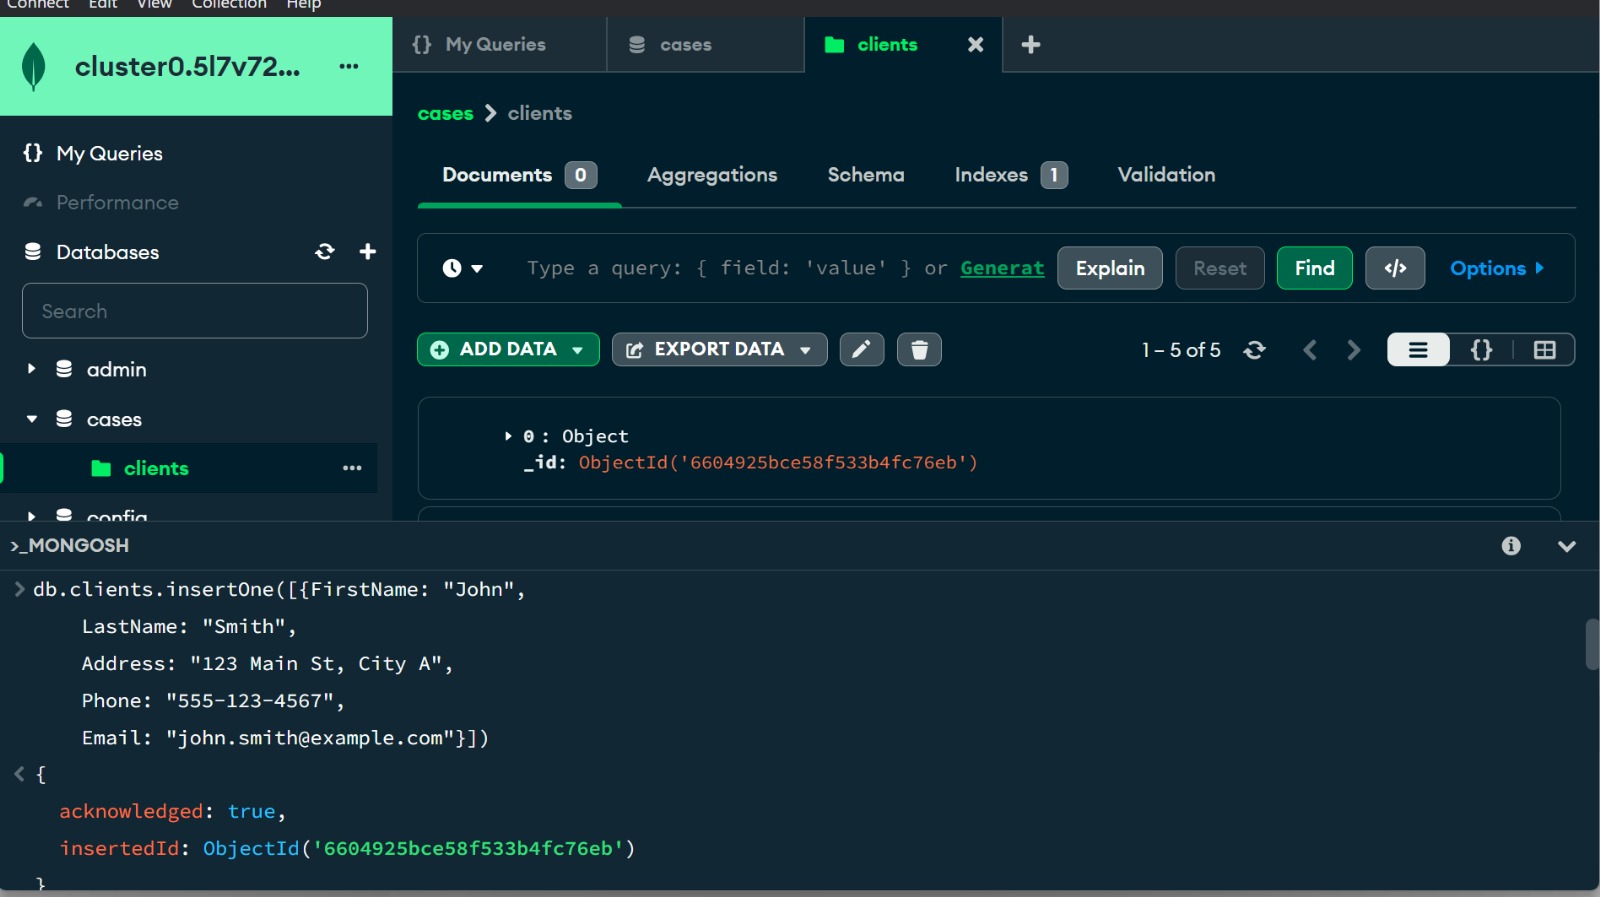 Connect Edit View Collection Help
cluster0.5l7v72... ...
{} My Queries
cases
clients
cases > clients
{} My Queries
Performance
Databases
Search
admin
cases
clients ...
config
Documents 0 Aggregations Schema Indexes 1 Validation
Type a query: { field: 'value' } or Generat Explain Reset Find </> Options
ADD DATA EXPORT DATA 1 – 5 of 5 {}
0 : Object
_id: ObjectId('6604925bce58f533b4fc76eb')
>_MONGOSH
> db.clients.insertOne([{FirstName: "John",
LastName: "Smith",
Address: "123 Main St, City A",
Phone: "555-123-4567",
Email: "john.smith@example.com"}])
< {
acknowledged: true,
insertedId: ObjectId('6604925bce58f533b4fc76eb')
}